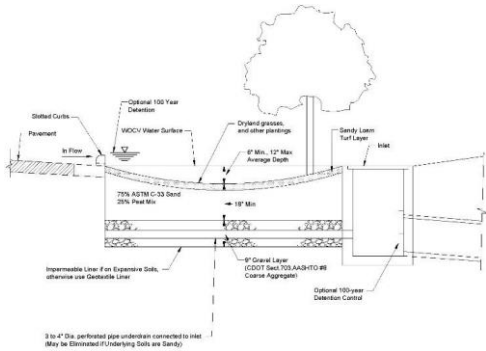 Optional 100 Year
Detention
Slotted Curbs
Pavement
In Flow
WQCV Water Surface
Dryland grasses,
and other plantings
Sandy Loam
Turf Layer
Inlet
6" Min., 12" Max
Average Depth
75% ASTM C-33 Sand
25% Peat Mix
18" Min
Impermeable Liner if on Expansive Soils,
otherwise use Geotextile Liner
9" Gravel Layer
(CDOT Sect.703,AASHTO #8
Coarse Aggregate)
Optional 100-year
Detention Control
3 to 4" Dia. perforated pipe underdrain connected to inlet
(May be Eliminated if Underlying Soils are Sandy)